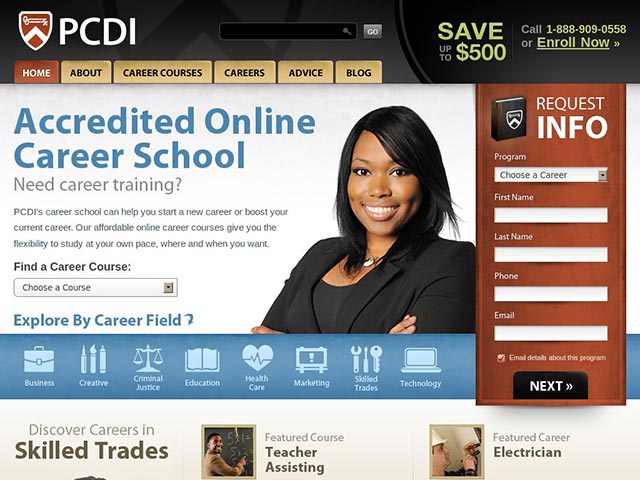 PCDI
GO
SAVE
UP TO $500
Call 1-888-909-0558
or Enroll Now »
HOME
ABOUT
CAREER COURSES
CAREERS
ADVICE
BLOG
Accredited Online
Career School
Need career training?
PCDI's career school can help you start a new career or boost your
current career. Our affordable online career courses give you the
flexibility to study at your own pace, where and when you want.
Find a Career Course:
Choose a Course
Explore By Career Field
REQUEST
INFO
Program
Choose a Career
First Name
Last Name
Phone
Email
Email details about this program
NEXT »
Business
Creative
Criminal
Justice
Education
Health
Care
Marketing
Skilled
Trades
Technology
Discover Careers in
Skilled Trades
Featured Course
Teacher
Assisting
Featured Career
Electrician